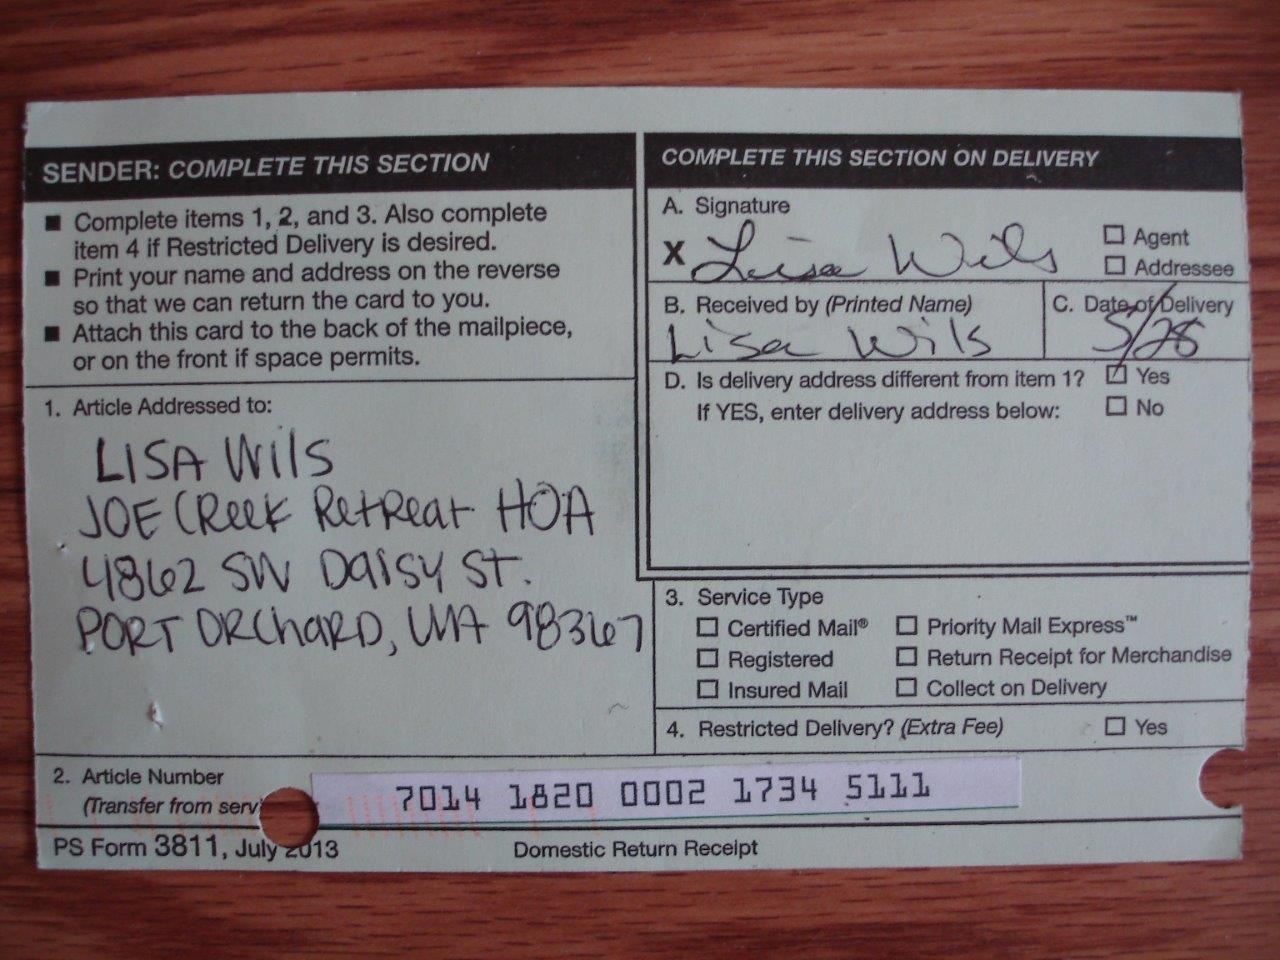 SENDER: COMPLETE THIS SECTION
■ Complete items 1, 2, and 3. Also complete
item 4 if Restricted Delivery is desired.
■ Print your name and address on the reverse
so that we can return the card to you.
■ Attach this card to the back of the mailpiece,
or on the front if space permits.
1. Article Addressed to:
LISA Wils
JOE CReek RetReat HOA
4862 SW Daisy St.
PORT ORchaRD, WA 98367
COMPLETE THIS SECTION ON DELIVERY
A. Signature
X Lisa Wils
☐ Agent
☐ Addressee
B. Received by (Printed Name)
Lisa Wils
C. Date of Delivery
5/28
D. Is delivery address different from item 1? ☐ Yes
If YES, enter delivery address below: ☐ No
3. Service Type
☐ Certified Mail® ☐ Priority Mail Express™
☐ Registered ☐ Return Receipt for Merchandise
☐ Insured Mail ☐ Collect on Delivery
4. Restricted Delivery? (Extra Fee) ☐ Yes
2. Article Number
(Transfer from serv
7014 1820 0002 1734 5111
PS Form 3811, July 2013 Domestic Return Receipt